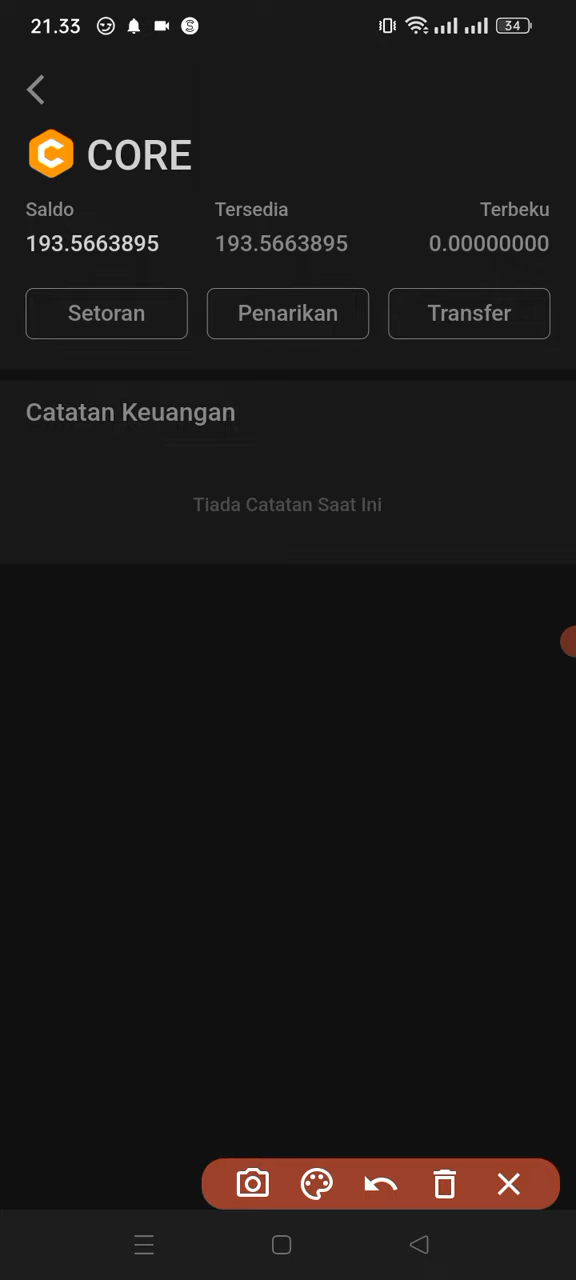 21.33
34
CORE
Saldo Tersedia Terbeku
193.5663895 193.5663895 0.00000000
Setoran Penarikan Transfer
Catatan Keuangan
Tiada Catatan Saat Ini